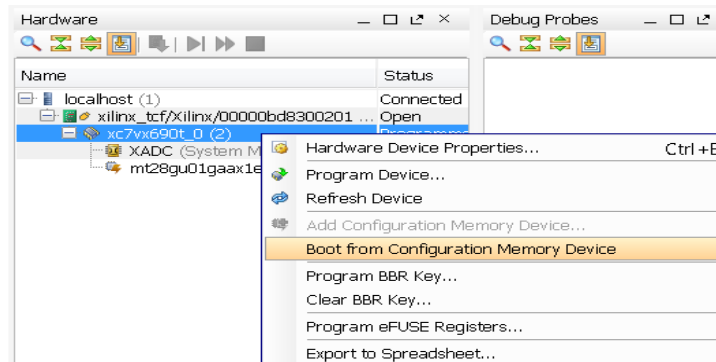 Hardware
Debug Probes
Name
Status
localhost (1)
Connected
xilinx_tcf/Xilinx/00000bd8300201 ...
Open
xc7vx690t_0 (2)
XADC (System M
mt28gu01gaax1e
Hardware Device Properties...
Ctrl+E
Program Device...
Refresh Device
Add Configuration Memory Device...
Boot from Configuration Memory Device
Program BBR Key...
Clear BBR Key...
Program eFUSE Registers...
Export to Spreadsheet...